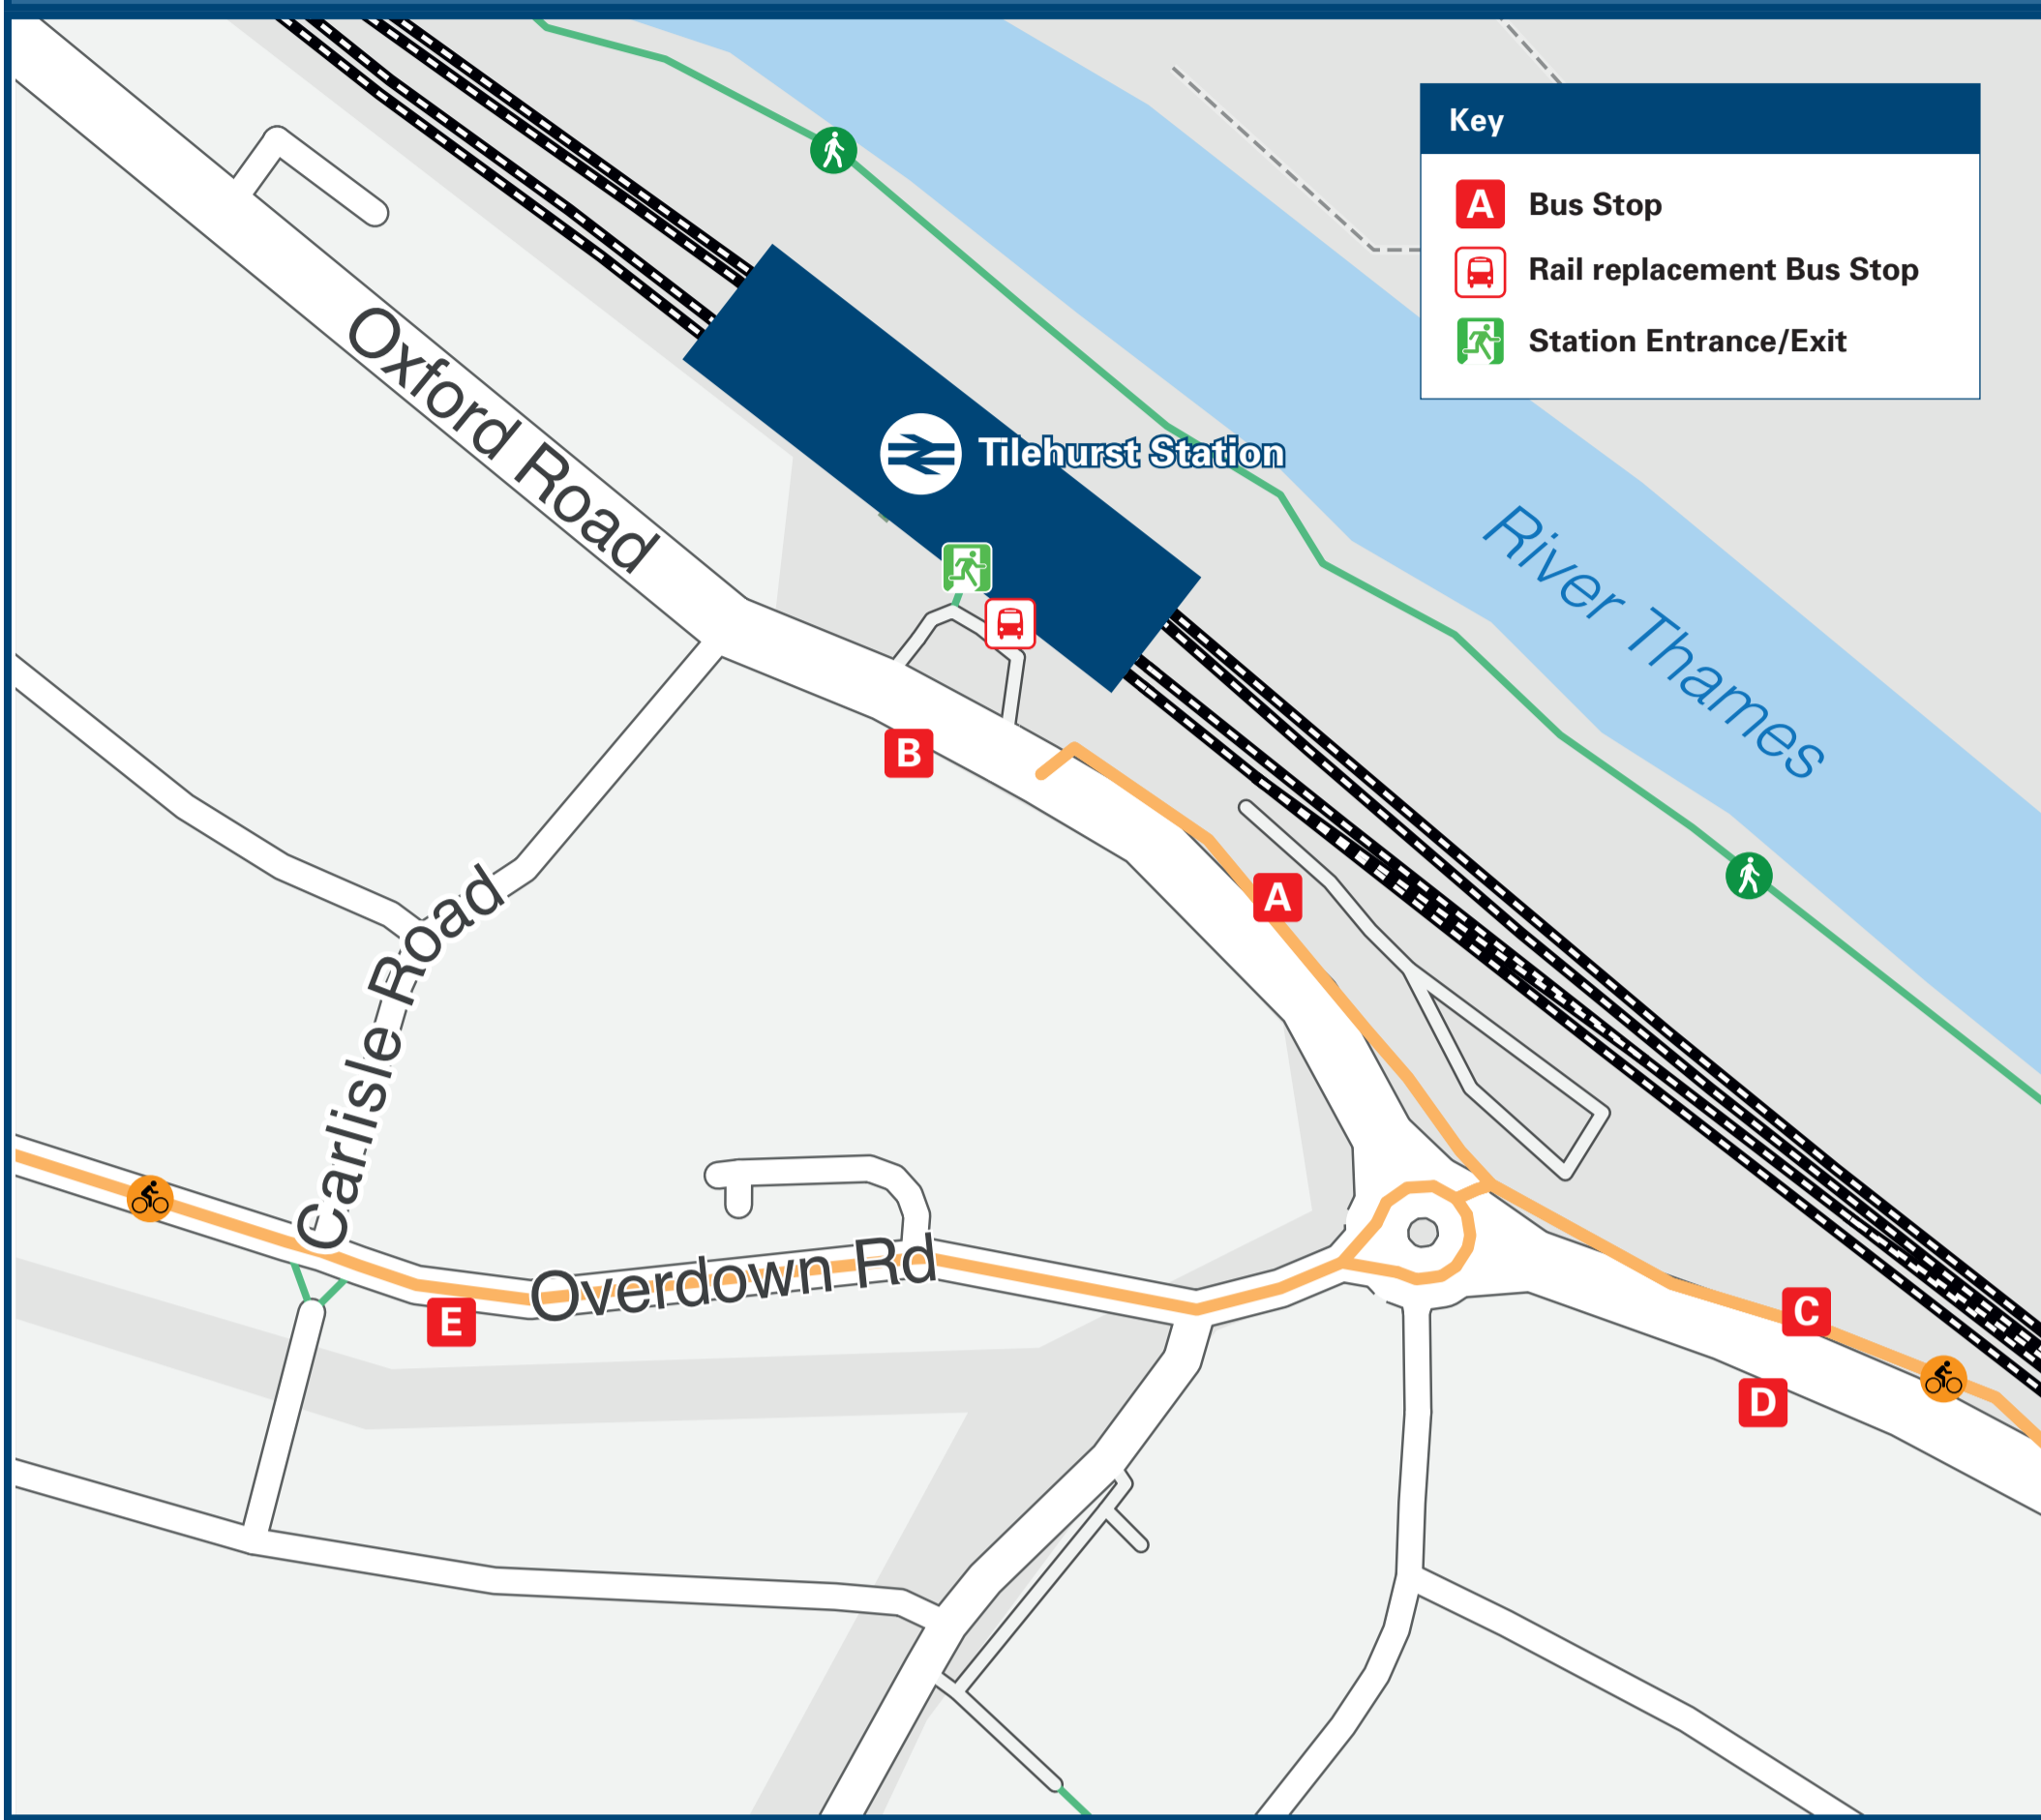 Key
A
Bus Stop
Rail replacement Bus Stop
Station Entrance/Exit
Oxford Road
Tilehurst Station
River Thames
B
A
Carlisle Road
Overdown Rd
E
C
D